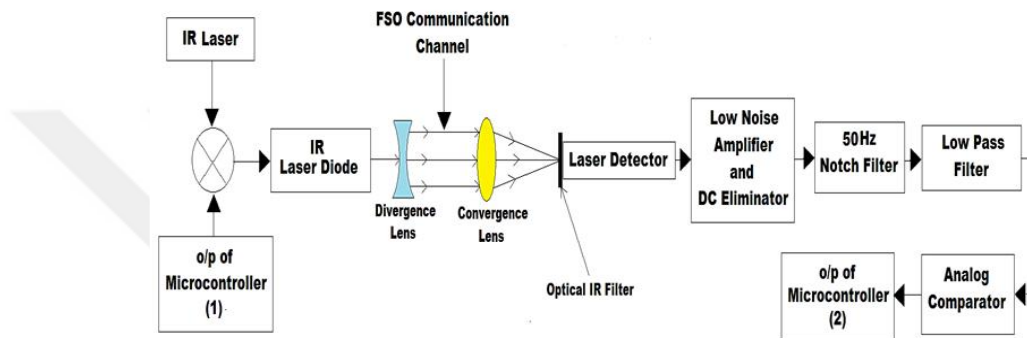 IR Laser
FSO Communication
Channel
IR
Laser Diode
Divergence
Lens
Convergence
Lens
Laser Detector
Low Noise
Amplifier
and
DC Eliminator
50Hz
Notch Filter
Low Pass
Filter
o/p of
Microcontroller
(1)
Optical IR Filter
o/p of
Microcontroller
(2)
Analog
Comparator